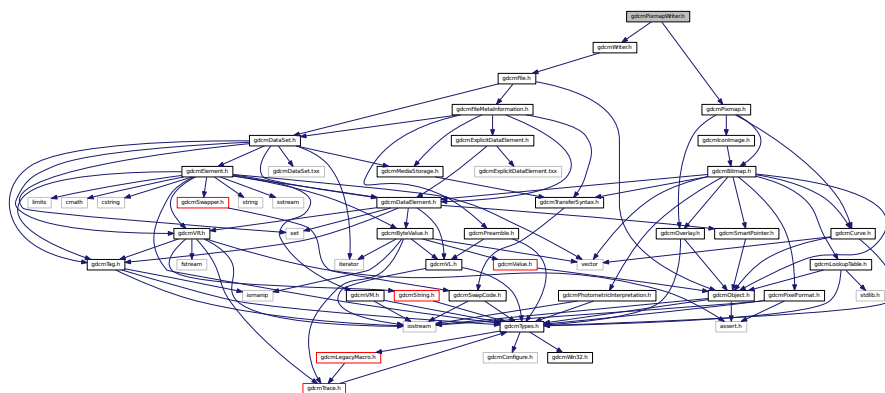 gdcmPixmapWriter.h
gdcmWriter.h
gdcmFile.h
gdcmFileMetaInformation.h
gdcmPixmap.h
gdcmDataSet.h
gdcmExplicitDataElement.h
gdcmIconImage.h
gdcmElement.h
gdcmDataSet.txx
gdcmMediaStorage.h
gdcmExplicitDataElement.txx
gdcmBitmap.h
limits
cmath
cstring
gdcmSwapper.h
string
sstream
gdcmDataElement.h
gdcmTransferSyntax.h
gdcmVR.h
set
gdcmByteValue.h
gdcmPreamble.h
gdcmOverlay.h
gdcmSmartPointer.h
gdcmCurve.h
gdcmTag.h
fstream
iterator
gdcmVL.h
gdcmValue.h
vector
gdcmLookupTable.h
iomanip
gdcmVM.h
gdcmString.h
gdcmSwapCode.h
gdcmPhotometricInterpretation.h
gdcmObject.h
gdcmPixelFormat.h
stdlib.h
iostream
gdcmTypes.h
assert.h
gdcmLegacyMacro.h
gdcmConfigure.h
gdcmWin32.h
gdcmTrace.h